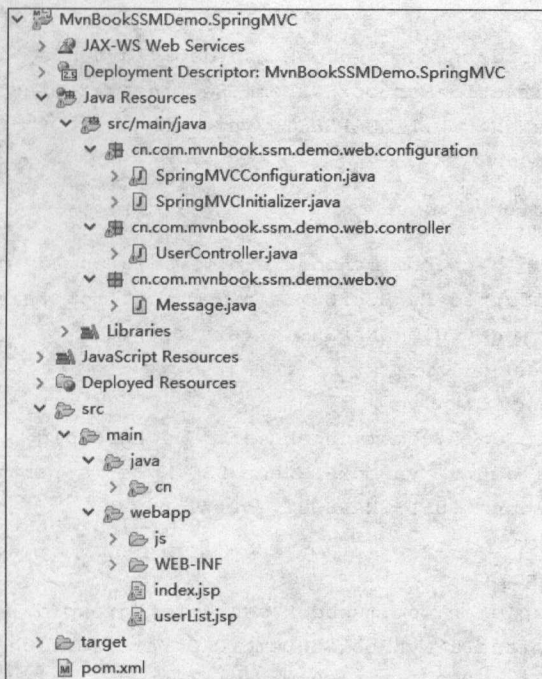 MvnBookSSMDemo.SpringMVC
JAX-WS Web Services
Deployment Descriptor: MvnBookSSMDemo.SpringMVC
Java Resources
src/main/java
cn.com.mvnbook.ssm.demo.web.configuration
SpringMVCConfiguration.java
SpringMVCInitializer.java
cn.com.mvnbook.ssm.demo.web.controller
UserController.java
cn.com.mvnbook.ssm.demo.web.vo
Message.java
Libraries
JavaScript Resources
Deployed Resources
src
main
java
cn
webapp
js
WEB-INF
index.jsp
userList.jsp
target
pom.xml